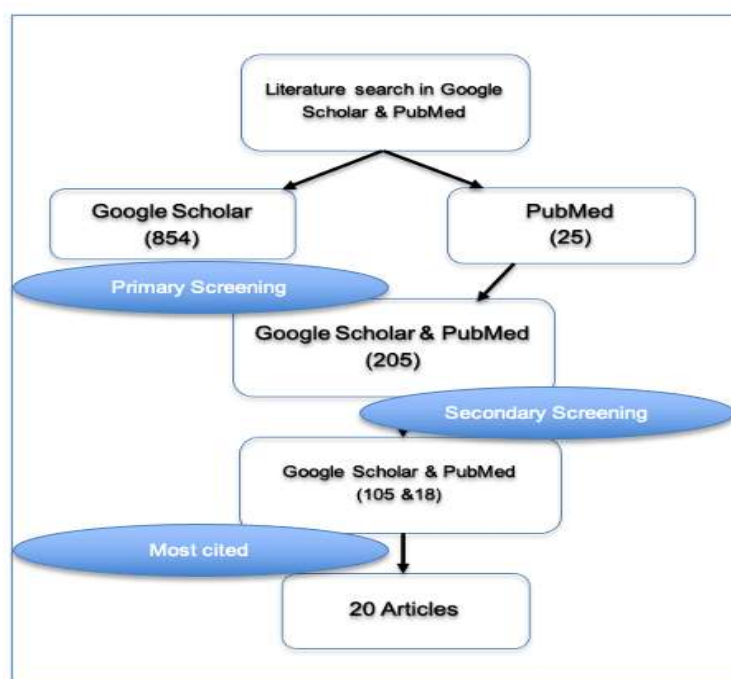 Literature search in Google
Scholar & PubMed
Google Scholar
(854)
PubMed
(25)
Primary Screening
Google Scholar & PubMed
(205)
Secondary Screening
Google Scholar & PubMed
(105 &18)
Most cited
20 Articles